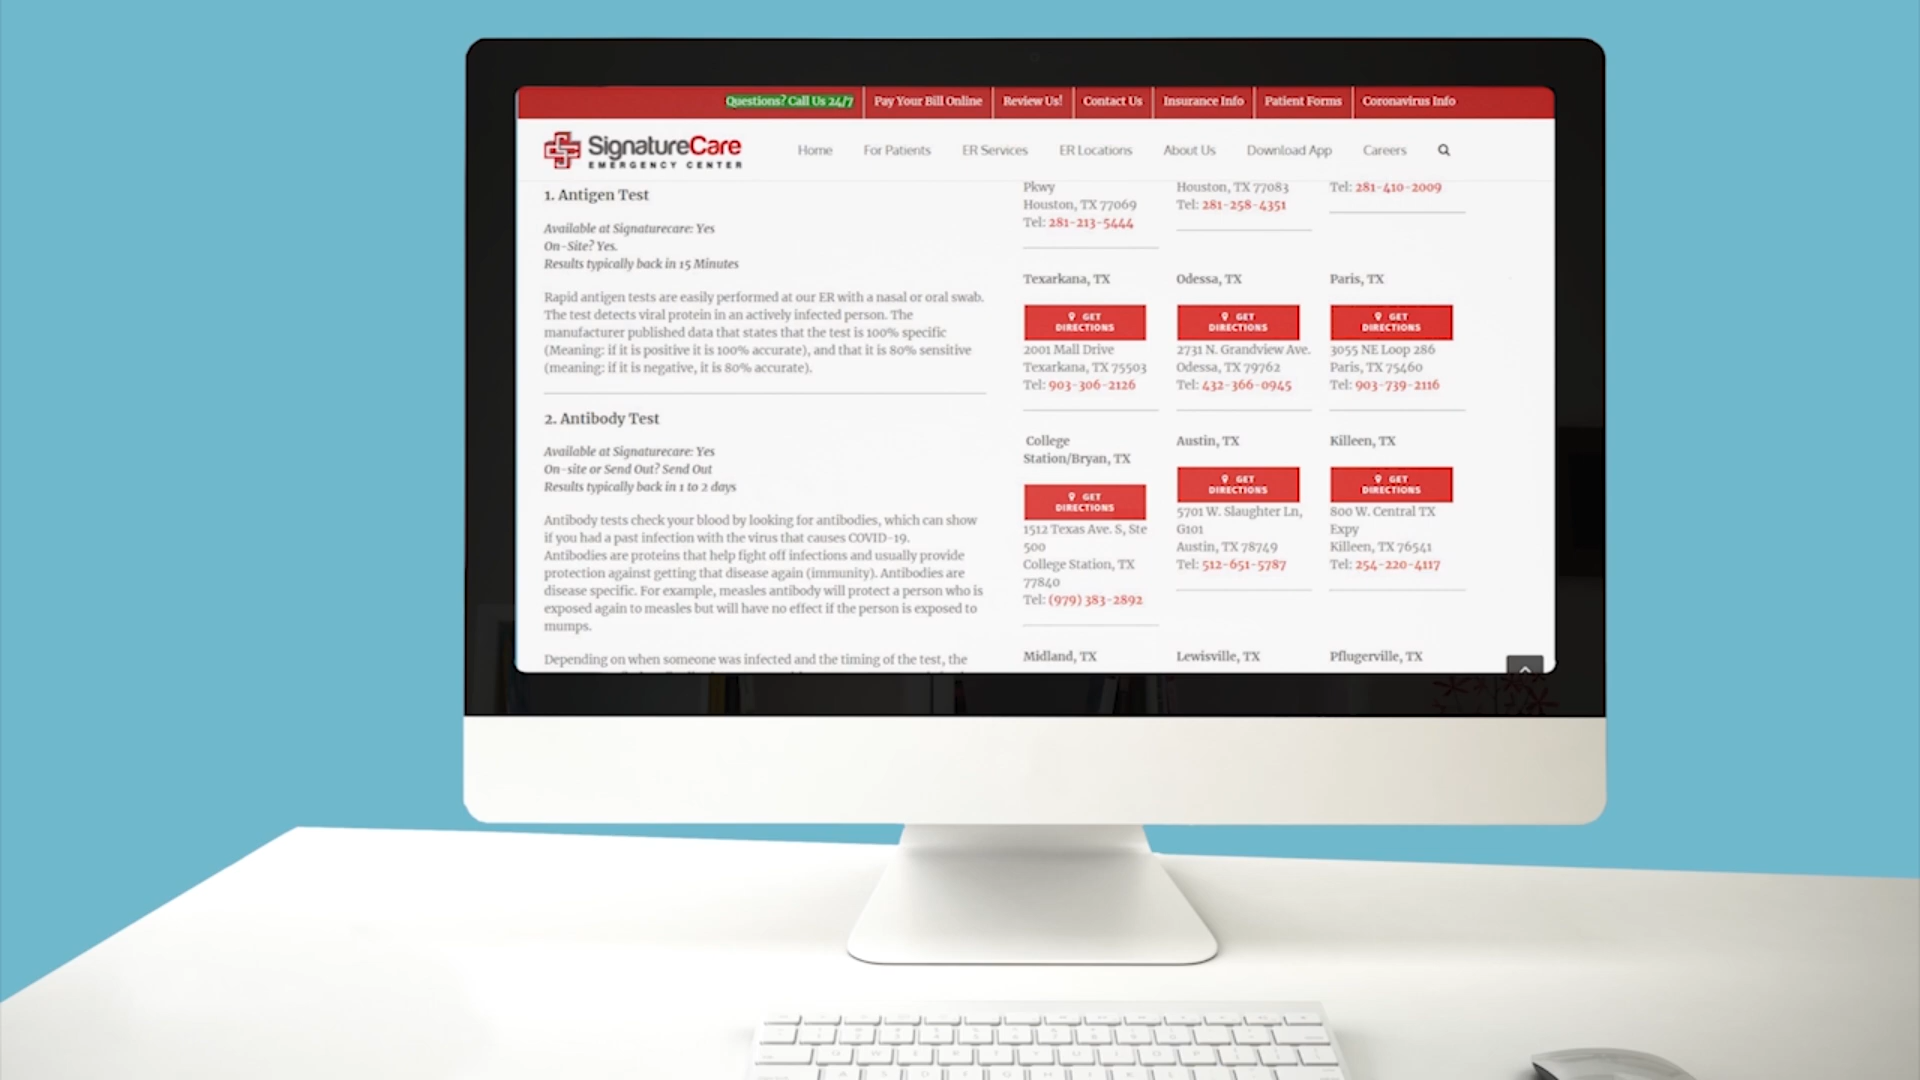 Questions? Call Us 24/7
Pay Your Bill Online
Review Us!
Contact Us
Insurance Info
Patient Forms
Coronavirus Info
SignatureCare
EMERGENCY CENTER
Home
For Patients
ER Services
ER Locations
About Us
Download App
Careers
1. Antigen Test
Available at Signaturecare: Yes
On-Site? Yes.
Results typically back in 15 Minutes
Rapid antigen tests are easily performed at our ER with a nasal or oral swab.
The test detects viral protein in an actively infected person. The
manufacturer published data that states that the test is 100% specific
(Meaning: if it is positive it is 100% accurate), and that it is 80% sensitive
(meaning: if it is negative, it is 80% accurate).
2. Antibody Test
Available at Signaturecare: Yes
On-site or Send Out? Send Out
Results typically back in 1 to 2 days
Antibody tests check your blood by looking for antibodies, which can show
if you had a past infection with the virus that causes COVID-19.
Antibodies are proteins that help fight off infections and usually provide
protection against getting that disease again (immunity). Antibodies are
disease specific. For example, measles antibody will protect a person who is
exposed again to measles but will have no effect if the person is exposed to
mumps.
Depending on when someone was infected and the timing of the test, the
Pkwy
Houston, TX 77069
Tel: 281-213-5444
Houston, TX 77083
Tel: 281-258-4351
Tel: 281-410-2009
Texarkana, TX
GET
DIRECTIONS
2001 Mall Drive
Texarkana, TX 75503
Tel: 903-306-2126
Odessa, TX
GET
DIRECTIONS
2731 N. Grandview Ave.
Odessa, TX 79762
Tel: 432-366-0945
Paris, TX
GET
DIRECTIONS
3055 NE Loop 286
Paris, TX 75460
Tel: 903-739-2116
College
Station/Bryan, TX
GET
DIRECTIONS
1512 Texas Ave. S, Ste
500
College Station, TX
77840
Tel: (979) 383-2892
Austin, TX
GET
DIRECTIONS
5701 W. Slaughter Ln,
G101
Austin, TX 78749
Tel: 512-651-5787
Killeen, TX
GET
DIRECTIONS
800 W. Central TX
Expy
Killeen, TX 76541
Tel: 254-220-4117
Midland, TX
Lewisville, TX
Pflugerville, TX